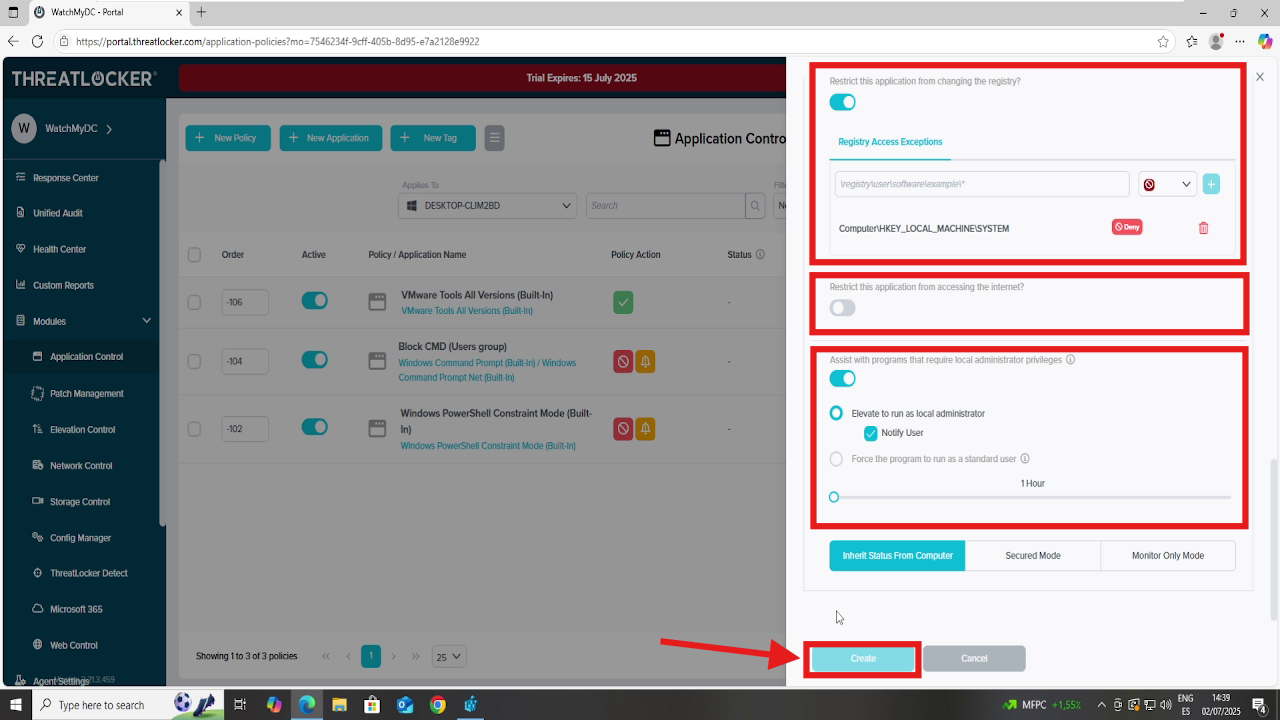 WatchMyDC - Portal
https://portal.threatlocker.com/application-policies?mo=7546234f-9cff-405b-8d95-e7a2128e9922
THREATLOCKER
Trial Expires: 15 July 2025
W
WatchMyDC
New Policy
New Application
New Tag
Application Contro
Response Center
Unified Audit
Health Center
Custom Reports
Modules
Application Control
Patch Management
Elevation Control
Network Control
Storage Control
Config Manager
ThreatLocker Detect
Microsoft 365
Web Control
Agent Settings
Applies To
DESKTOP-CLIM2BD
Search
Order
Active
Policy / Application Name
Policy Action
Status
-106
VMware Tools All Versions (Built-In)
VMware Tools All Versions (Built-In)
-
-104
Block CMD (Users group)
Windows Command Prompt (Built-In) / Windows
Command Prompt Net (Built-In)
-
-102
Windows PowerShell Constraint Mode (Built-
In)
Windows PowerShell Constraint Mode (Built-In)
-
Showing 1 to 3 of 3 policies
1
25
Restrict this application from changing the registry?
Registry Access Exceptions
\registry\user\software\example\*
Computer\HKEY_LOCAL_MACHINE\SYSTEM
Deny
Restrict this application from accessing the internet?
Assist with programs that require local administrator privileges
Elevate to run as local administrator
Notify User
Force the program to run as a standard user
1 Hour
Inherit Status From Computer
Secured Mode
Monitor Only Mode
Create
Cancel
Type here to search
MFPC +1,55%
ENG
ES
14:39
02/07/2025